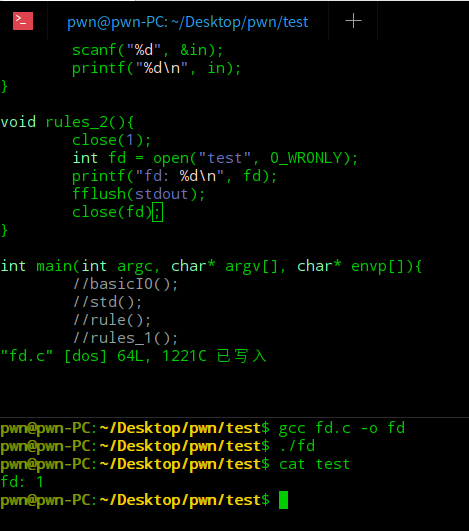 >_
pwn@pwn-PC:~/Desktop/pwn/test
scanf("%d", &in);
printf("%d\n", in);
}
void rules_2(){
close(1);
int fd = open("test", O_WRONLY);
printf("fd: %d\n", fd);
fflush(stdout);
close(fd);
}
int main(int argc, char* argv[], char* envp[]){
//basicIO();
//std();
//rule();
//rules_1();
"fd.c" [dos] 64L, 1221C 已写入
pwn@pwn-PC:~/Desktop/pwn/test$ gcc fd.c -o fd
pwn@pwn-PC:~/Desktop/pwn/test$ ./fd
pwn@pwn-PC:~/Desktop/pwn/test$ cat test
fd: 1
pwn@pwn-PC:~/Desktop/pwn/test$